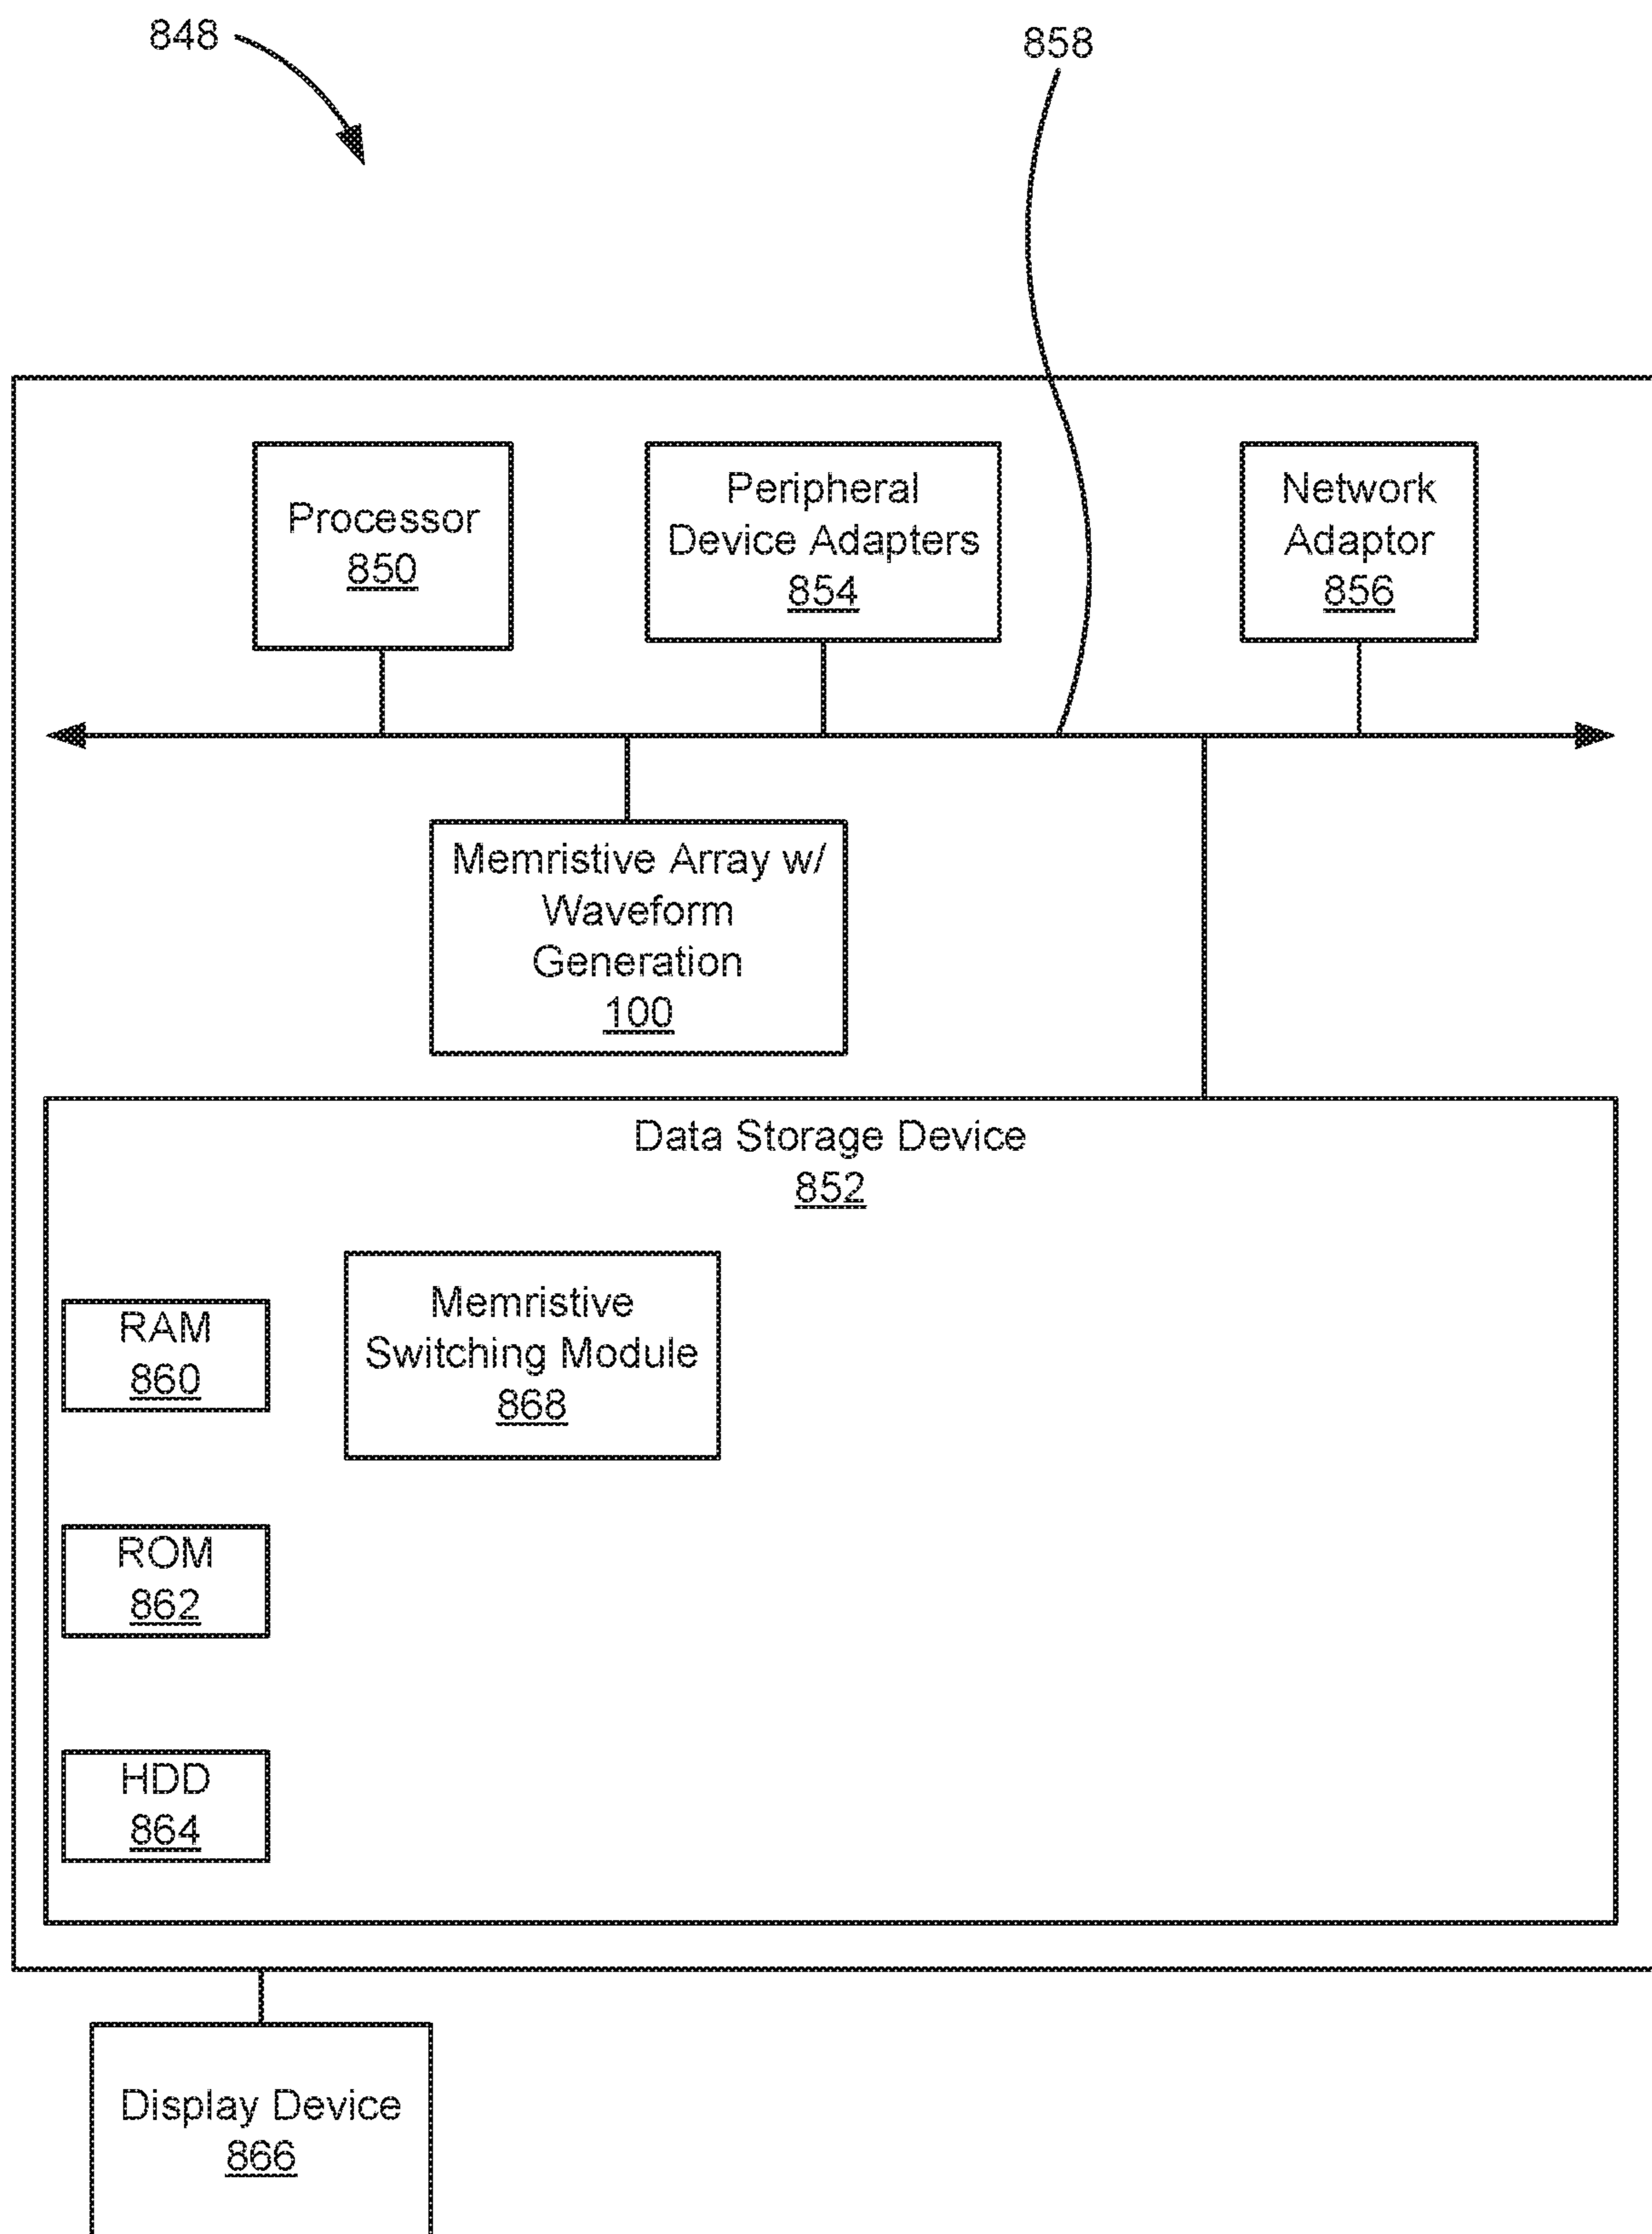 848
858
Processor
850
Peripheral
Device Adapters
854
Network
Adaptor
856
Memristive Array w/
Waveform
Generation
100
Data Storage Device
852
RAM
860
Memristive
Switching Module
868
ROM
862
HDD
864
Display Device
866